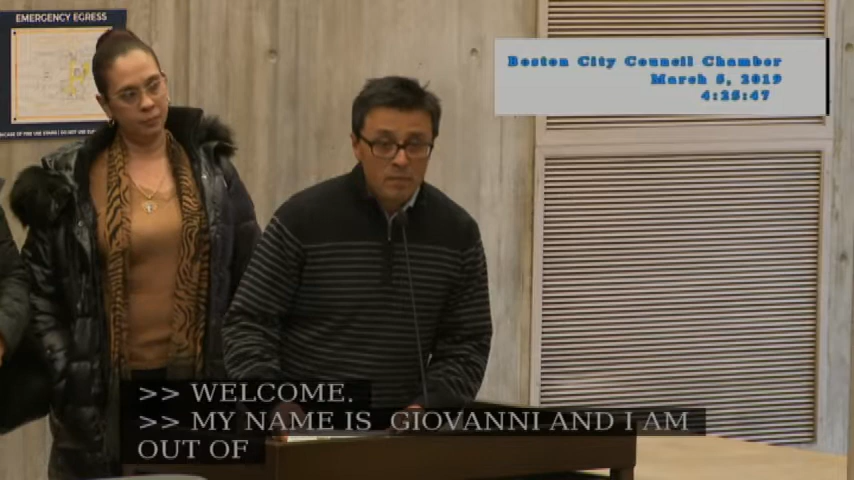 EMERGENCY EGRESS
Boston City Council Chamber
March 5, 2019
4:25:47
>> WELCOME.
>> MY NAME IS GIOVANNI AND I AM
OUT OF